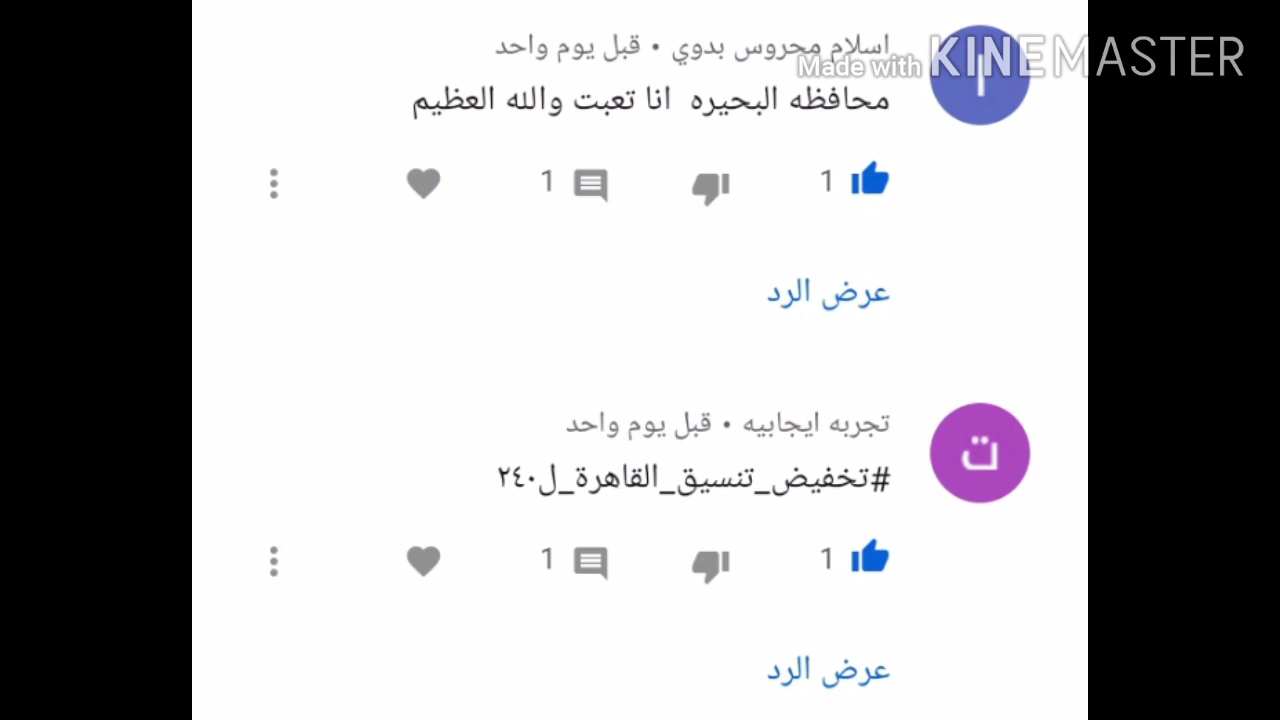 اسلام محروس بدوي • قبل يوم واحد
Made with KINEMASTER
ا
محافظه البحيره انا تعبت والله العظيم
1
1
عرض الرد
تجربه ايجابيه • قبل يوم واحد
ت
#تخفيض_تنسيق_القاهرة_ل٢٤٠
1
1
عرض الرد